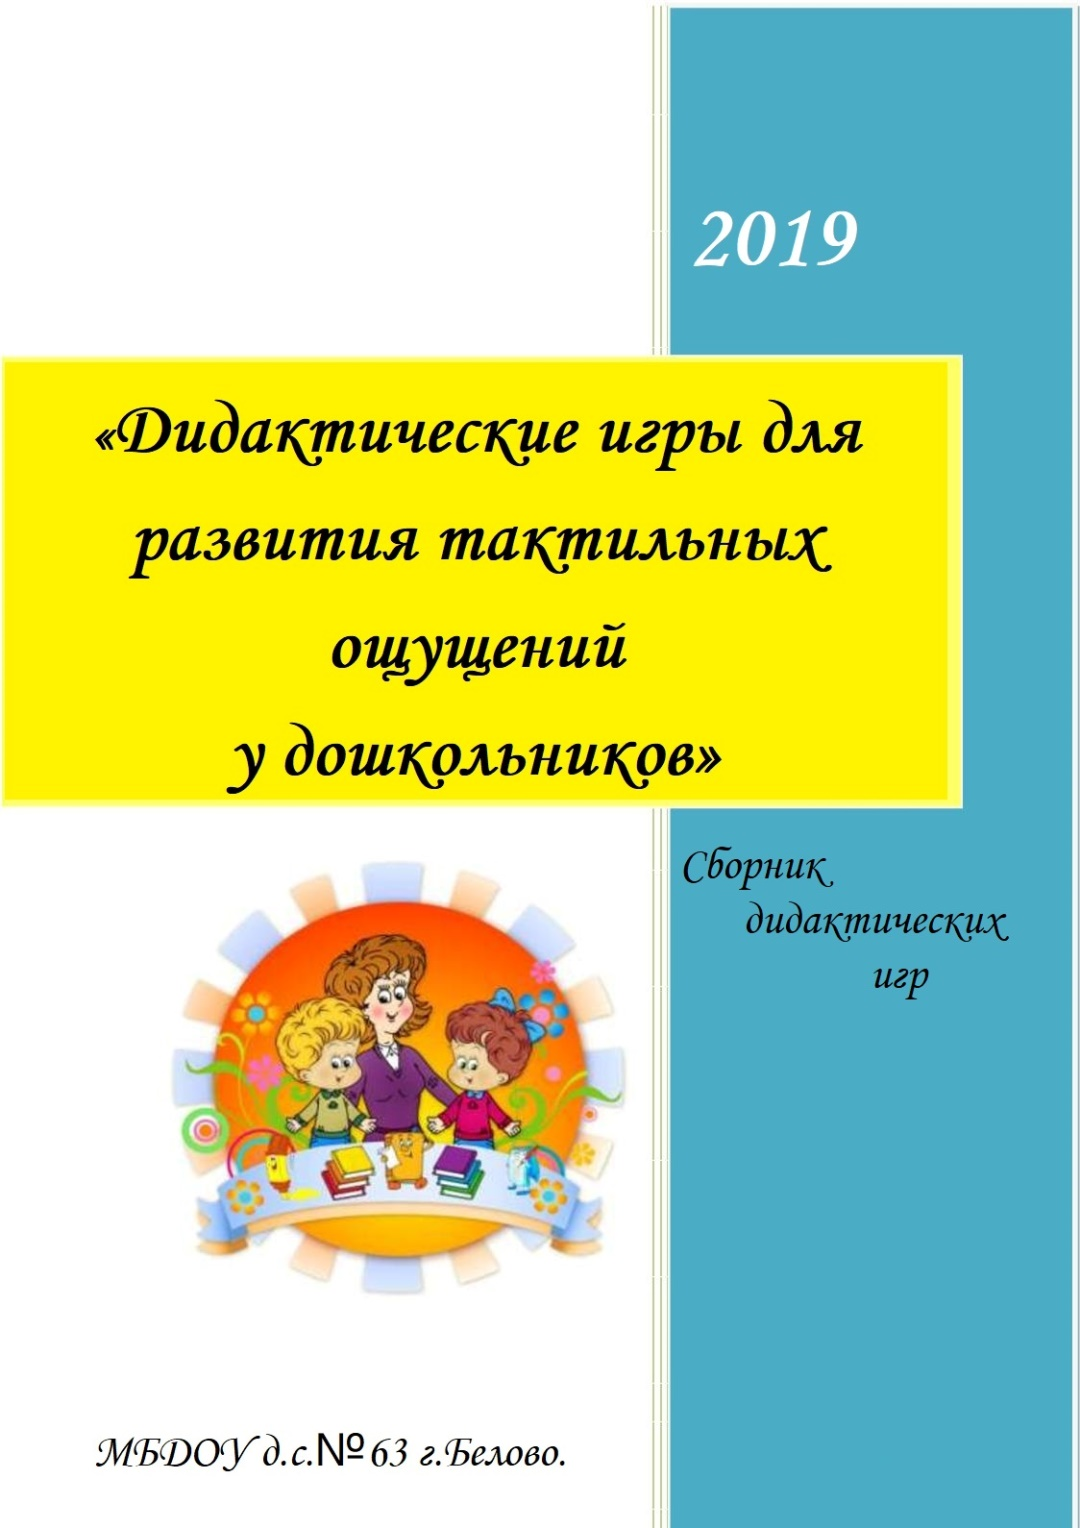 2019
«Дидактические игры для
развития тактильных
ощущений
у дошкольников»
Сборник
дидактических
игр
МБДОУ д.с.№63 г.Белово.